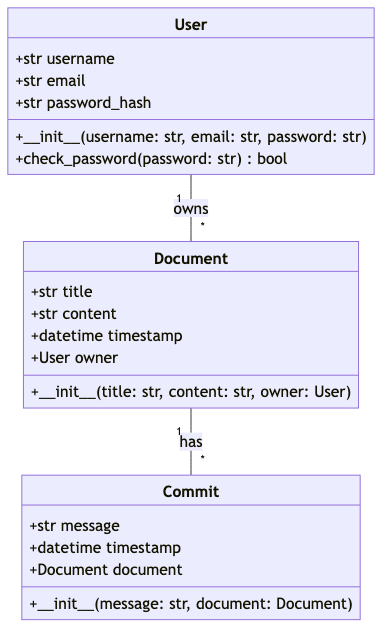 User
+str username
+str email
+str password_hash
+__init__(username: str, email: str, password: str)
+check_password(password: str) : bool
1
owns
*
Document
+str title
+str content
+datetime timestamp
+User owner
+__init__(title: str, content: str, owner: User)
1
has
*
Commit
+str message
+datetime timestamp
+Document document
+__init__(message: str, document: Document)